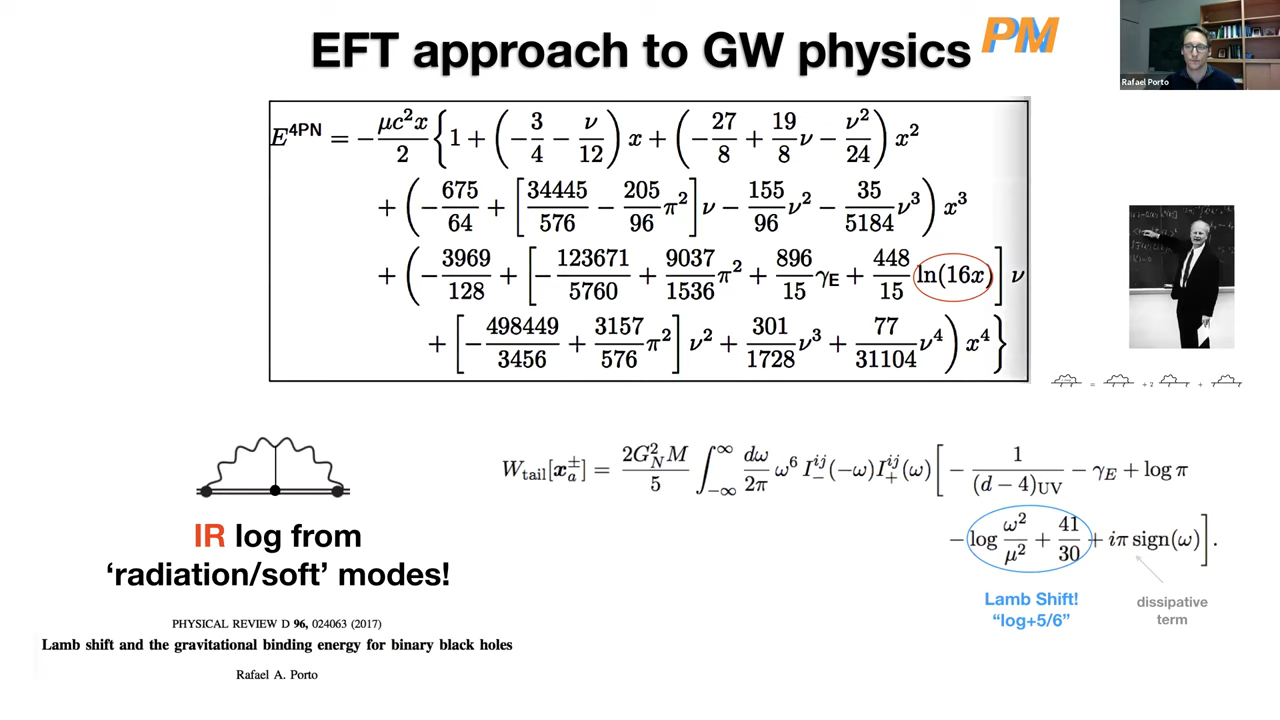 EFT approach to GW physics
PM
Rafael Porto
E^{4PN} = -\frac{\mu c^2 x}{2} \{ 1 + ( -\frac{3}{4} - \frac{\nu}{12} ) x + ( -\frac{27}{8} + \frac{19}{8} \nu - \frac{\nu^2}{24} ) x^2
+ ( -\frac{675}{64} + [ \frac{34445}{576} - \frac{205}{96} \pi^2 ] \nu - \frac{155}{96} \nu^2 - \frac{35}{5184} \nu^3 ) x^3
+ ( -\frac{3969}{128} + [ -\frac{123671}{5760} + \frac{9037}{1536} \pi^2 + \frac{896}{15} \gamma_E + \frac{448}{15} \ln(16x) ] \nu
+ [ -\frac{498449}{3456} + \frac{3157}{576} \pi^2 ] \nu^2 + \frac{301}{1728} \nu^3 + \frac{77}{31104} \nu^4 ) x^4 \}
= + 2 +
W_{tail}[x_a^{\pm}] = \frac{2G_N^2 M}{5} \int_{-\infty}^{\infty} \frac{d\omega}{2\pi} \omega^6 I_-^{ij}(-\omega) I_+^{ij}(\omega) [ -\frac{1}{(d-4)_{UV}} - \gamma_E + \log \pi
- \log \frac{\omega^2}{\mu^2} + \frac{41}{30} + i\pi sign(\omega) ].
IR log from
‘radiation/soft’ modes!
Lamb Shift!
“log+5/6”
dissipative
term
PHYSICAL REVIEW D 96, 024063 (2017)
Lamb shift and the gravitational binding energy for binary black holes
Rafael A. Porto